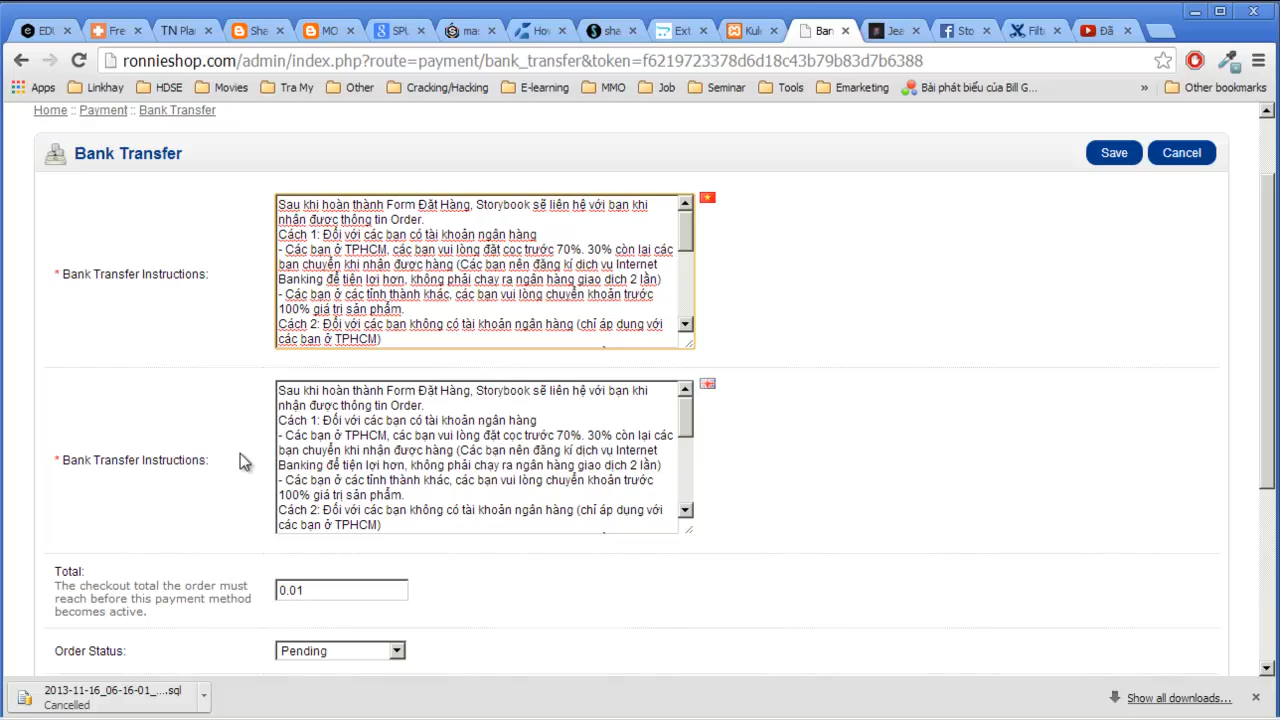 EDU
Fre
TN Plan
Sha
MO
SPL
mas
How
sha
Ext
Kule
Ban
Jea
Sto
Filt
Đã
ronnieshop.com/admin/index.php?route=payment/bank_transfer&token=f6219723378d6d18c43b79b83d7b6388
Apps Linkhay HDSE Movies Tra My Other Cracking/Hacking E-learning MMO Job Seminar Tools Emarketing Bài phát biểu của Bill G... » Other bookmarks
Home :: Payment :: Bank Transfer
Bank Transfer
Save Cancel
* Bank Transfer Instructions:
Sau khi hoàn thành Form Đặt Hàng, Storybook sẽ liên hệ với bạn khi
nhận được thông tin Order.
Cách 1: Đối với các bạn có tài khoản ngân hàng
- Các bạn ở TPHCM, các bạn vui lòng đặt cọc trước 70%. 30% còn lại các
bạn chuyển khi nhận được hàng (Các bạn nên đăng kí dịch vụ Internet
Banking để tiện lợi hơn, không phải chạy ra ngân hàng giao dịch 2 lần)
- Các bạn ở các tỉnh thành khác, các bạn vui lòng chuyển khoản trước
100% giá trị sản phẩm.
Cách 2: Đối với các bạn không có tài khoản ngân hàng (chỉ áp dụng với
các bạn ở TPHCM)
* Bank Transfer Instructions:
Sau khi hoàn thành Form Đặt Hàng, Storybook sẽ liên hệ với bạn khi
nhận được thông tin Order.
Cách 1: Đối với các bạn có tài khoản ngân hàng
- Các bạn ở TPHCM, các bạn vui lòng đặt cọc trước 70%. 30% còn lại các
bạn chuyển khi nhận được hàng (Các bạn nên đăng kí dịch vụ Internet
Banking để tiện lợi hơn, không phải chạy ra ngân hàng giao dịch 2 lần)
- Các bạn ở các tỉnh thành khác, các bạn vui lòng chuyển khoản trước
100% giá trị sản phẩm.
Cách 2: Đối với các bạn không có tài khoản ngân hàng (chỉ áp dụng với
các bạn ở TPHCM)
Total:
The checkout total the order must
reach before this payment method
becomes active.
0.01
Order Status:
Pending
2013-11-16_06-16-01_....sql
Cancelled
Show all downloads...